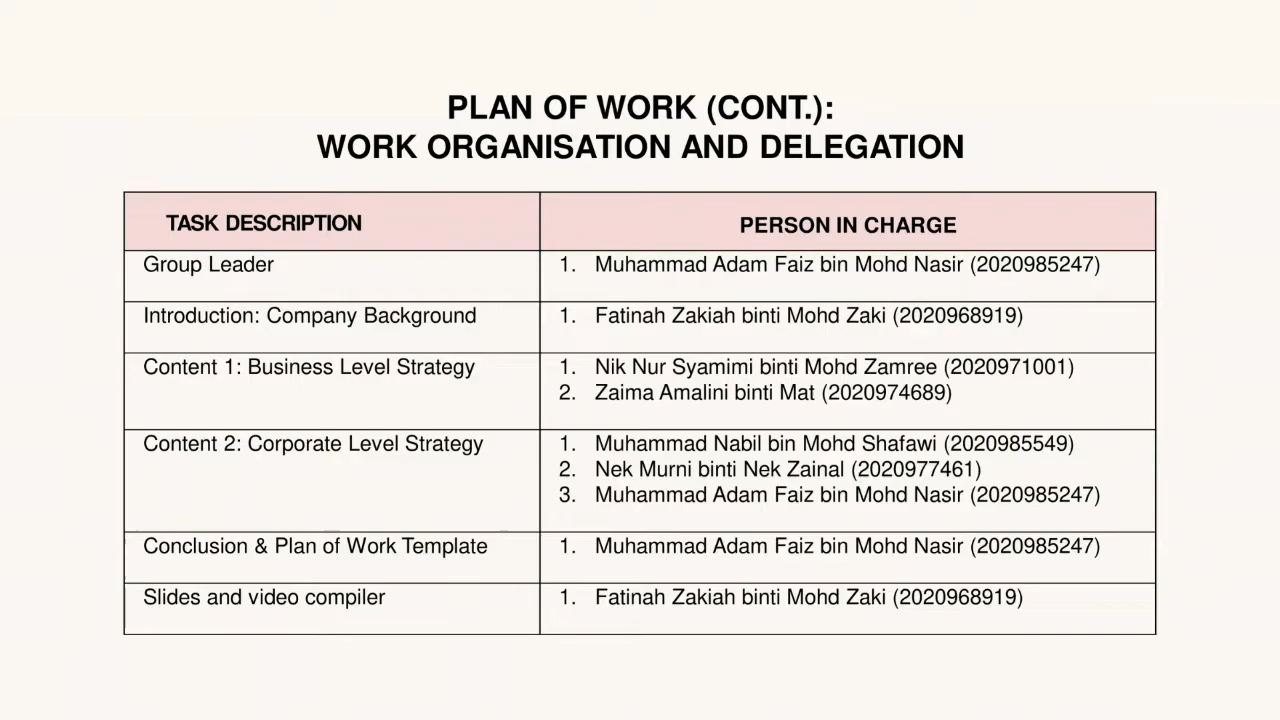 PLAN OF WORK (CONT.):
WORK ORGANISATION AND DELEGATION
TASK DESCRIPTION
PERSON IN CHARGE
Group Leader
1. Muhammad Adam Faiz bin Mohd Nasir (2020985247)
Introduction: Company Background
1. Fatinah Zakiah binti Mohd Zaki (2020968919)
Content 1: Business Level Strategy
1. Nik Nur Syamimi binti Mohd Zamree (2020971001)
2. Zaima Amalini binti Mat (2020974689)
Content 2: Corporate Level Strategy
1. Muhammad Nabil bin Mohd Shafawi (2020985549)
2. Nek Murni binti Nek Zainal (2020977461)
3. Muhammad Adam Faiz bin Mohd Nasir (2020985247)
Conclusion & Plan of Work Template
1. Muhammad Adam Faiz bin Mohd Nasir (2020985247)
Slides and video compiler
1. Fatinah Zakiah binti Mohd Zaki (2020968919)